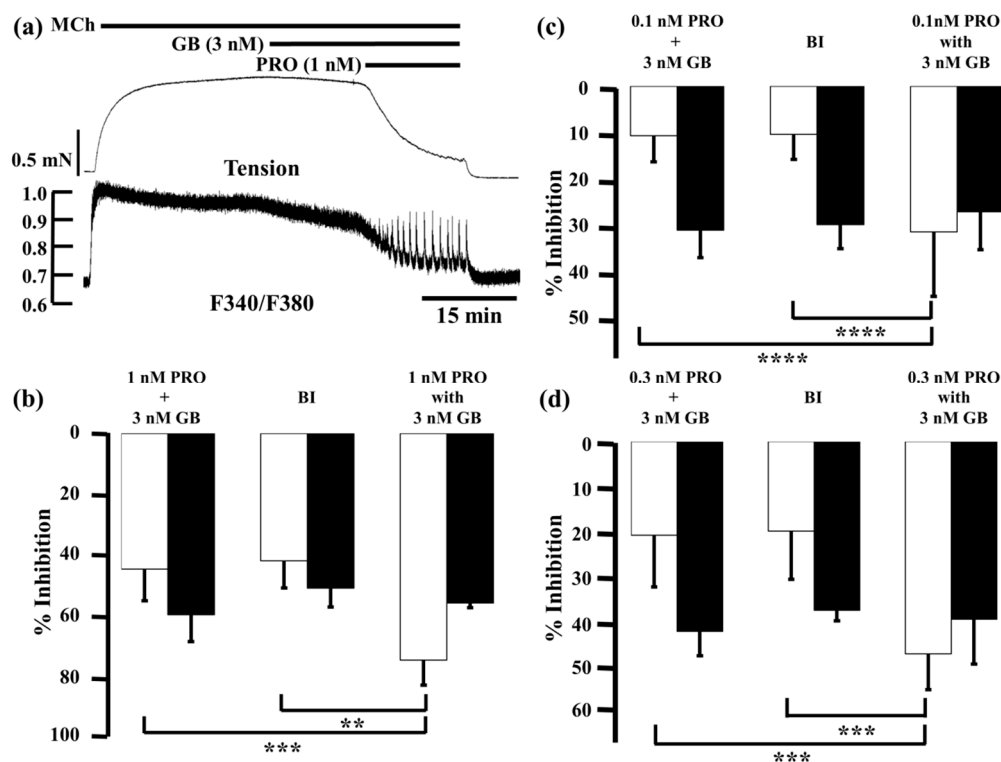 (a)
MCh
GB (3 nM)
PRO (1 nM)
0.5 mN
Tension
1.0
0.9
0.8
0.7
0.6
F340/F380
15 min
(b)
1 nM PRO
+
3 nM GB
BI
1 nM PRO
with
3 nM GB
% Inhibition
0
20
40
60
80
100
**
***
(c)
0.1 nM PRO
+
3 nM GB
BI
0.1nM PRO
with
3 nM GB
% Inhibition
0
10
20
30
40
50
****
****
(d)
0.3 nM PRO
+
3 nM GB
BI
0.3 nM PRO
with
3 nM GB
% Inhibition
0
10
20
30
40
50
60
***
***